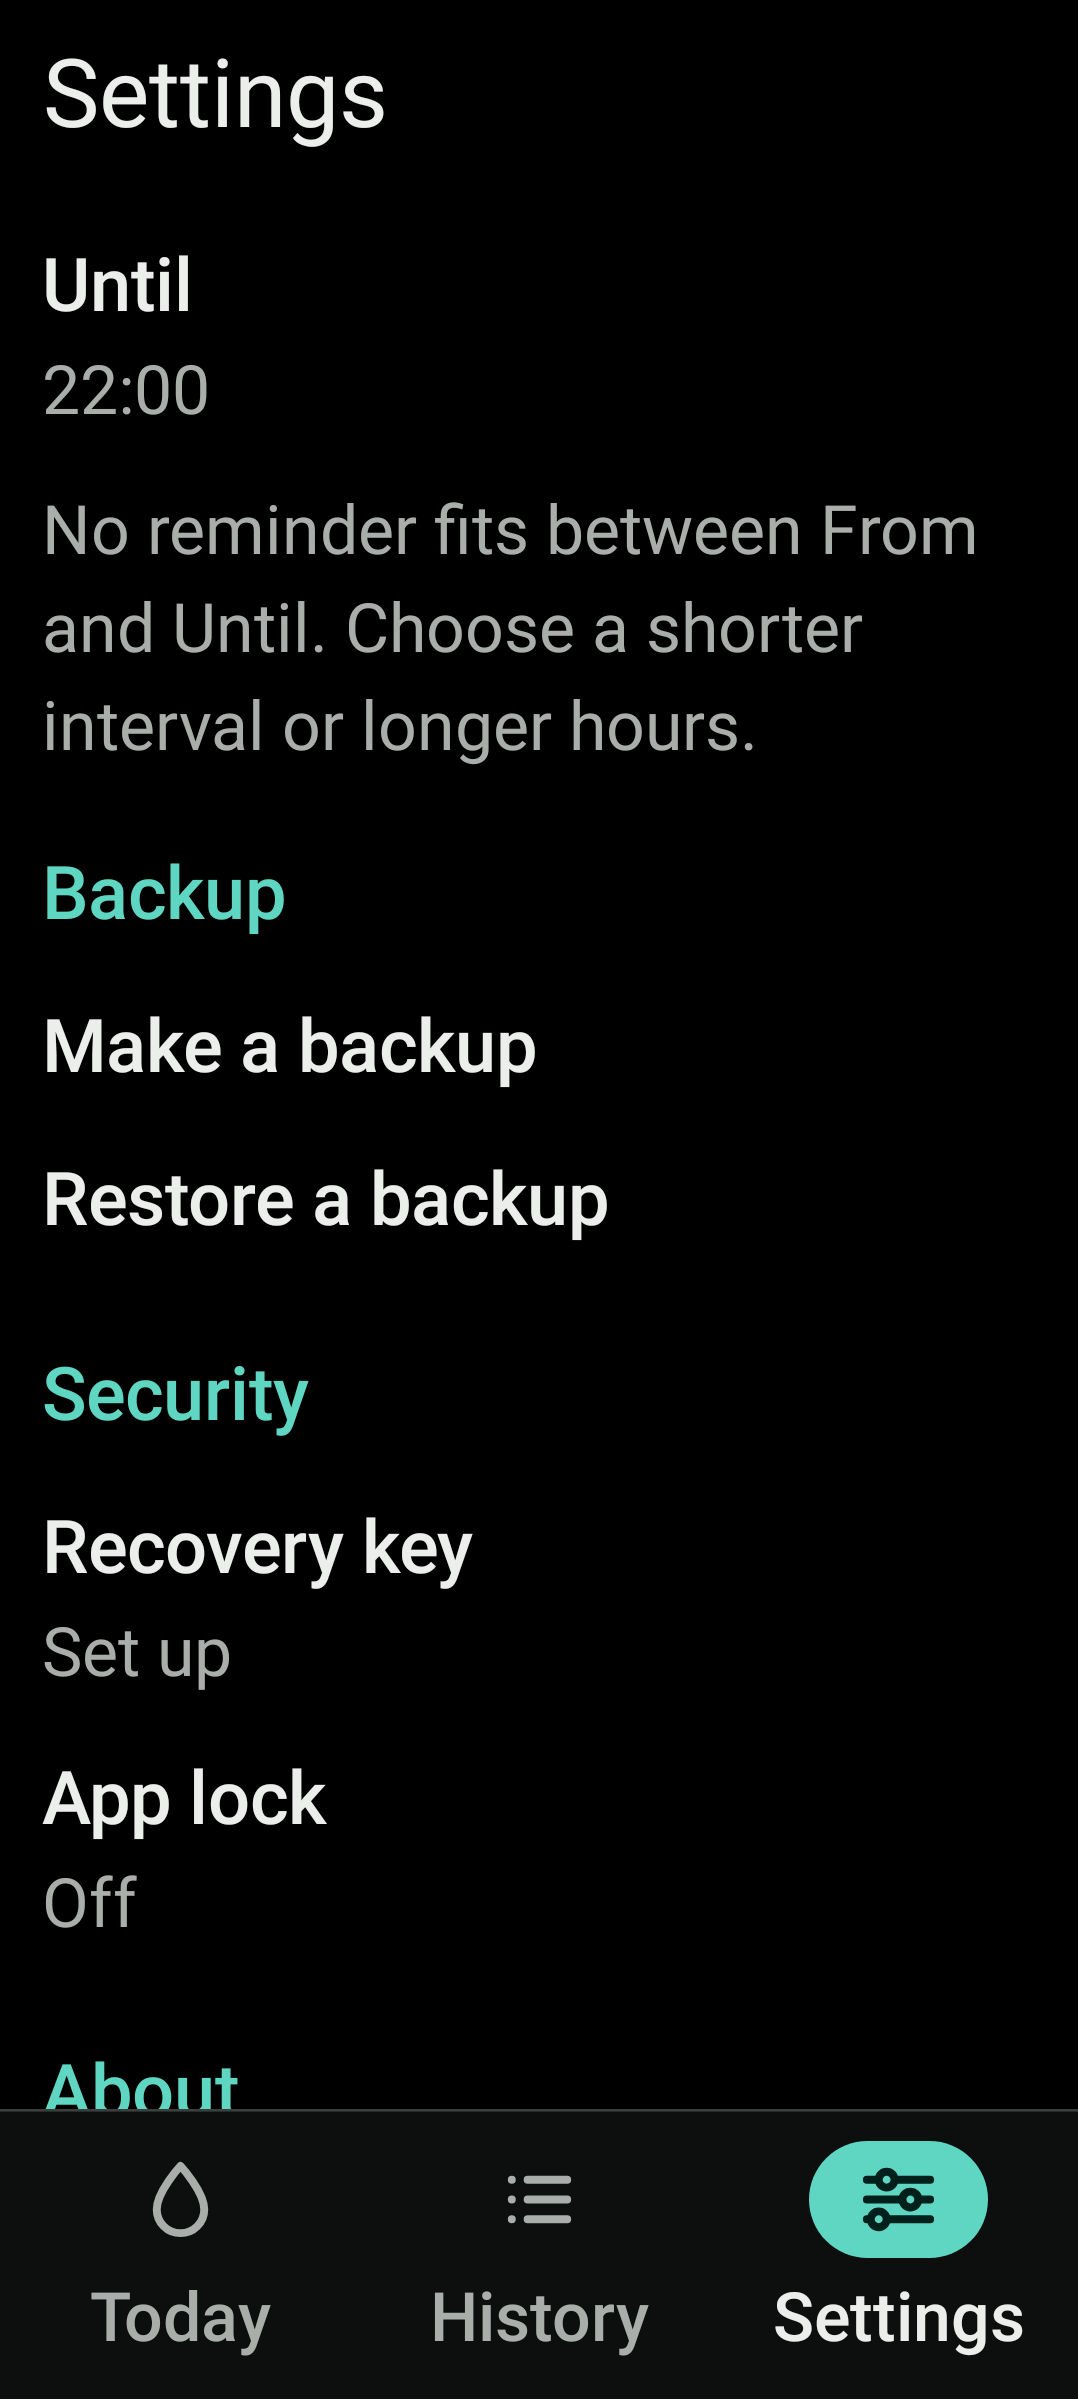 Settings
Until
22:00
No reminder fits between From
and Until. Choose a shorter
interval or longer hours.
Backup
Make a backup
Restore a backup
Security
Recovery key
Set up
App lock
Off
About
Today
History
Settings